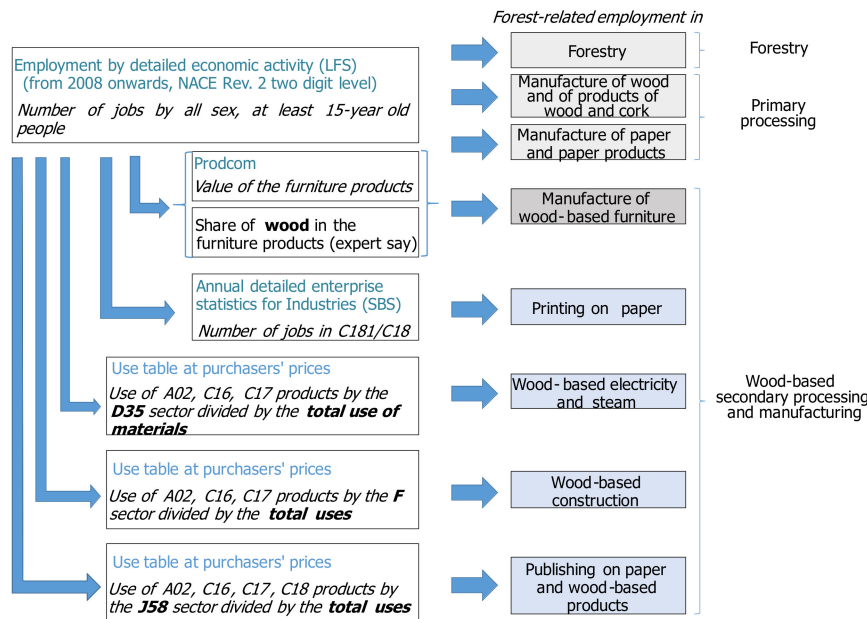 Forest-related employment in
Employment by detailed economic activity (LFS)
(from 2008 onwards, NACE Rev. 2 two digit level)
Number of jobs by all sex, at least 15-year old
people
Forestry
Forestry
Manufacture of wood
and of products of
wood and cork
Manufacture of paper
and paper products
Primary
processing
Prodcom
Value of the furniture products
Share of wood in the
furniture products (expert say)
Manufacture of
wood-based furniture
Annual detailed enterprise
statistics for Industries (SBS)
Number of jobs in C181/C18
Printing on paper
Use table at purchasers' prices
Use of A02, C16, C17 products by the
D35 sector divided by the total use of
materials
Wood-based electricity
and steam
Wood-based
secondary processing
and manufacturing
Use table at purchasers' prices
Use of A02, C16, C17 products by the F
sector divided by the total uses
Wood-based
construction
Use table at purchasers' prices
Use of A02, C16, C17, C18 products by
the J58 sector divided by the total uses
Publishing on paper
and wood-based
products